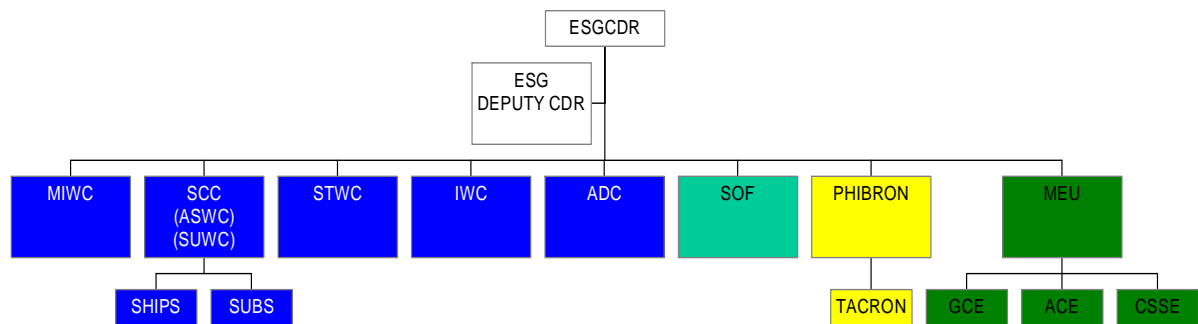 ESGCDR
ESG
DEPUTY CDR
MIWC
SCC
(ASWC)
(SUWC)
STWC
IWC
ADC
SOF
PHIBRON
MEU
SHIPS
SUBS
TACRON
GCE
ACE
CSSE